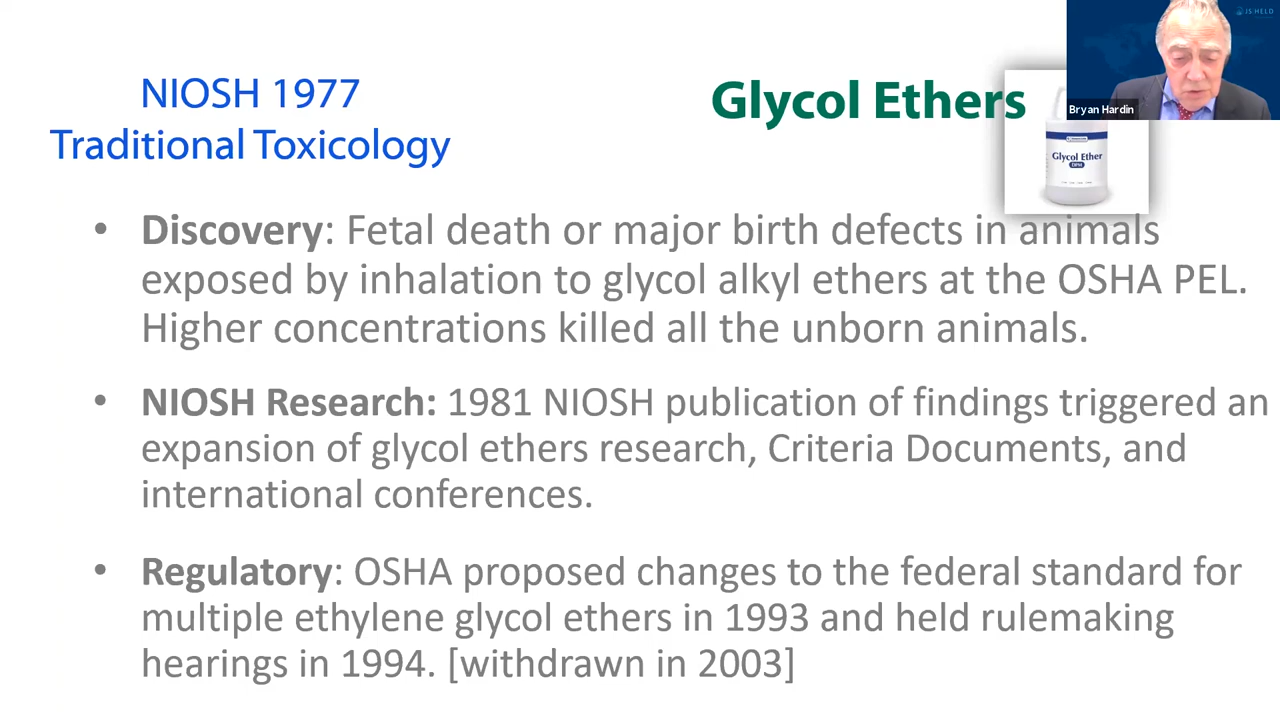 NIOSH 1977
Traditional Toxicology
Glycol Ethers
JS HELD
Bryan Hardin
Glycol Ether
• Discovery: Fetal death or major birth defects in animals
exposed by inhalation to glycol alkyl ethers at the OSHA PEL.
Higher concentrations killed all the unborn animals.
• NIOSH Research: 1981 NIOSH publication of findings triggered an
expansion of glycol ethers research, Criteria Documents, and
international conferences.
• Regulatory: OSHA proposed changes to the federal standard for
multiple ethylene glycol ethers in 1993 and held rulemaking
hearings in 1994. [withdrawn in 2003]